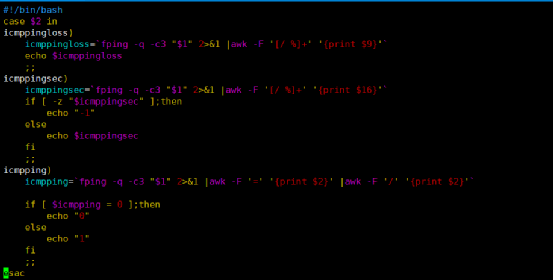 #!/bin/bash
case $2 in
icmppingloss)
    icmppingloss=`fping -q -c3 "$1" 2>&1 |awk -F '[/ %]+' '{print $9}'`
    echo $icmppingloss
    ;;
icmppingsec)
    icmppingsec=`fping -q -c3 "$1" 2>&1 |awk -F '[/ %]+' '{print $16}'`
    if [ -z "$icmppingsec" ];then
        echo "-1"
    else
        echo $icmppingsec
    fi
    ;;
icmpping)
    icmpping=`fping -q -c3 "$1" 2>&1 |awk -F '=' '{print $2}' |awk -F '/' '{print $2}'`
    if [ $icmpping = 0 ];then
        echo "0"
    else
        echo "1"
    fi
    ;;
esac